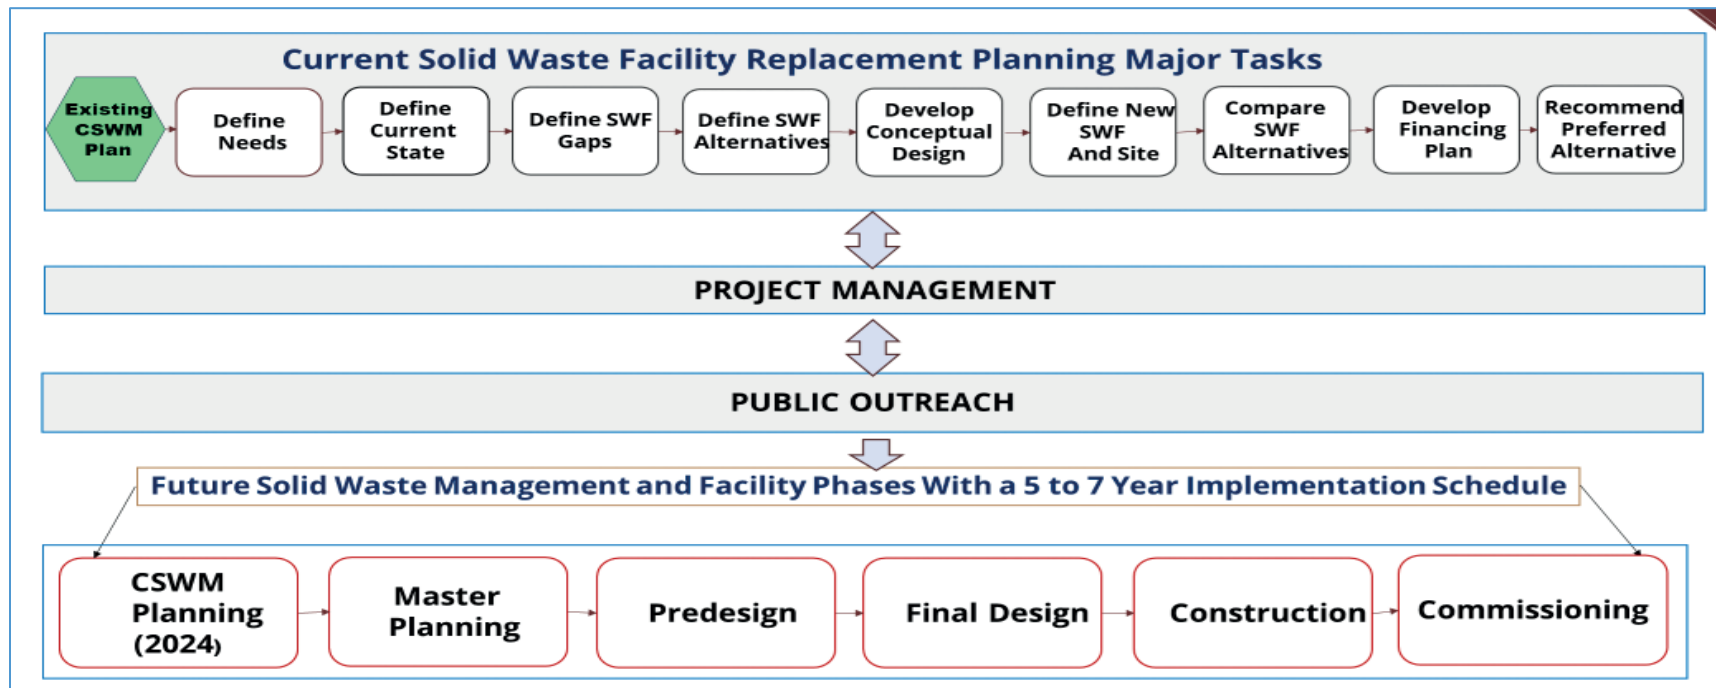 Current Solid Waste Facility Replacement Planning Major Tasks
Existing
CSWM
Plan
Define
Needs
Define
Current
State
Define SWF
Gaps
Define SWF
Alternatives
Develop
Conceptual
Design
Define New
SWF
And Site
Compare
SWF
Alternatives
Develop
Financing
Plan
Recommend
Preferred
Alternative
PROJECT MANAGEMENT
PUBLIC OUTREACH
Future Solid Waste Management and Facility Phases With a 5 to 7 Year Implementation Schedule
CSWM
Planning
(2024)
Master
Planning
Predesign
Final Design
Construction
Commissioning